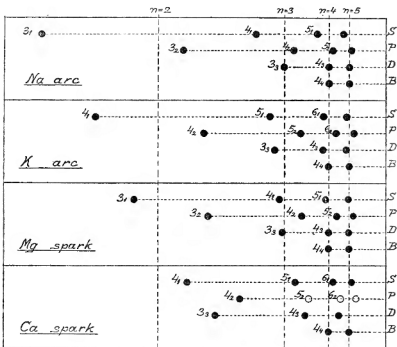 n=2 n=3 n=4 n=5
3₁ 4₁ 5₁ S
3₂ 4₂ 5₂ P
3₃ 4₃ D
Na arc 4₄ B
4₁ 5₁ 6₁ S
4₂ 5₂ 6₂ P
3₃ 4₃ D
K arc 4₄ B
3₁ 4₁ 5₁ S
3₂ 4₂ 5₂ P
3₃ 4₃ D
Mg spark 4₄ B
4₁ 5₁ 6₁ S
4₂ 5₂ 6₂ P
3₃ 4₃ D
Ca spark 4₄ B